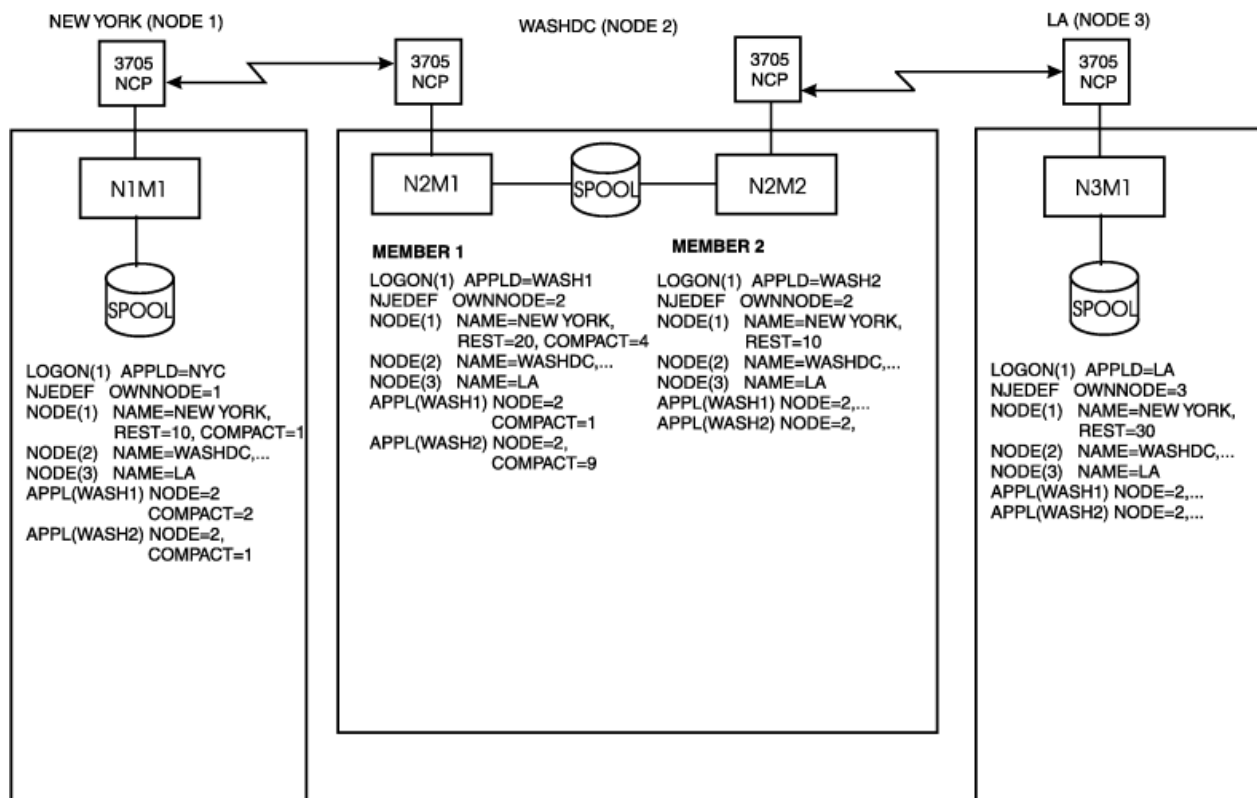 NEW YORK (NODE 1)
WASHDC (NODE 2)
LA (NODE 3)
3705
NCP
3705
NCP
3705
NCP
3705
NCP
N1M1
SPOOL
LOGON(1) APPLD=NYC
NJEDEF OWNNODE=1
NODE(1) NAME=NEW YORK,
REST=10, COMPACT=1
NODE(2) NAME=WASHDC,...
NODE(3) NAME=LA
APPL(WASH1) NODE=2
COMPACT=2
APPL(WASH2) NODE=2,
COMPACT=1
N2M1
SPOOL
N2M2
MEMBER 1
LOGON(1) APPLD=WASH1
NJEDEF OWNNODE=2
NODE(1) NAME=NEW YORK,
REST=20, COMPACT=4
NODE(2) NAME=WASHDC,...
NODE(3) NAME=LA
APPL(WASH1) NODE=2
COMPACT=1
APPL(WASH2) NODE=2,
COMPACT=9
MEMBER 2
LOGON(1) APPLD=WASH2
NJEDEF OWNNODE=2
NODE(1) NAME=NEW YORK,
REST=10
NODE(2) NAME=WASHDC,...
NODE(3) NAME=LA
APPL(WASH1) NODE=2,...
APPL(WASH2) NODE=2,
N3M1
SPOOL
LOGON(1) APPLD=LA
NJEDEF OWNNODE=3
NODE(1) NAME=NEW YORK,
REST=30
NODE(2) NAME=WASHDC,...
NODE(3) NAME=LA
APPL(WASH1) NODE=2,...
APPL(WASH2) NODE=2,...